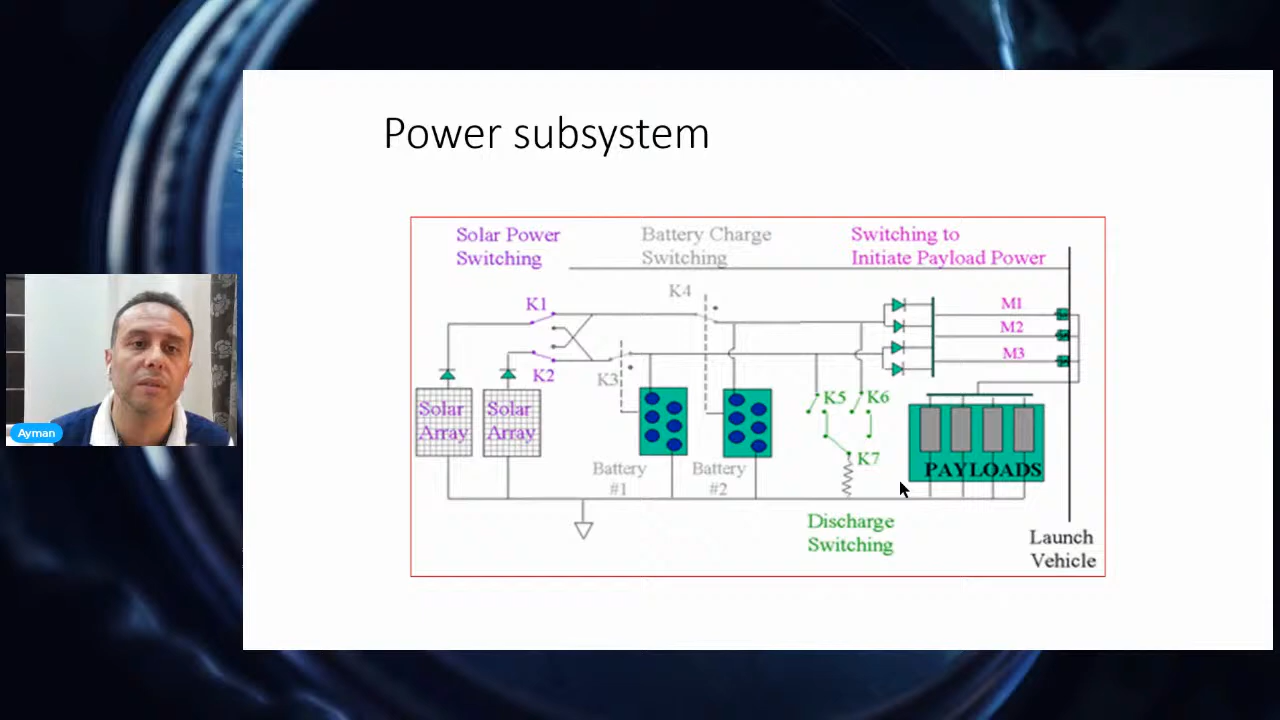 Power subsystem
Solar Power
Switching
Battery Charge
Switching
Switching to
Initiate Payload Power
K4
K1
M1
M2
M3
K2
K3
K5
K6
Solar
Array
Solar
Array
K7
PAYLOADS
Battery
#1
Battery
#2
Discharge
Switching
Launch
Vehicle
Ayman